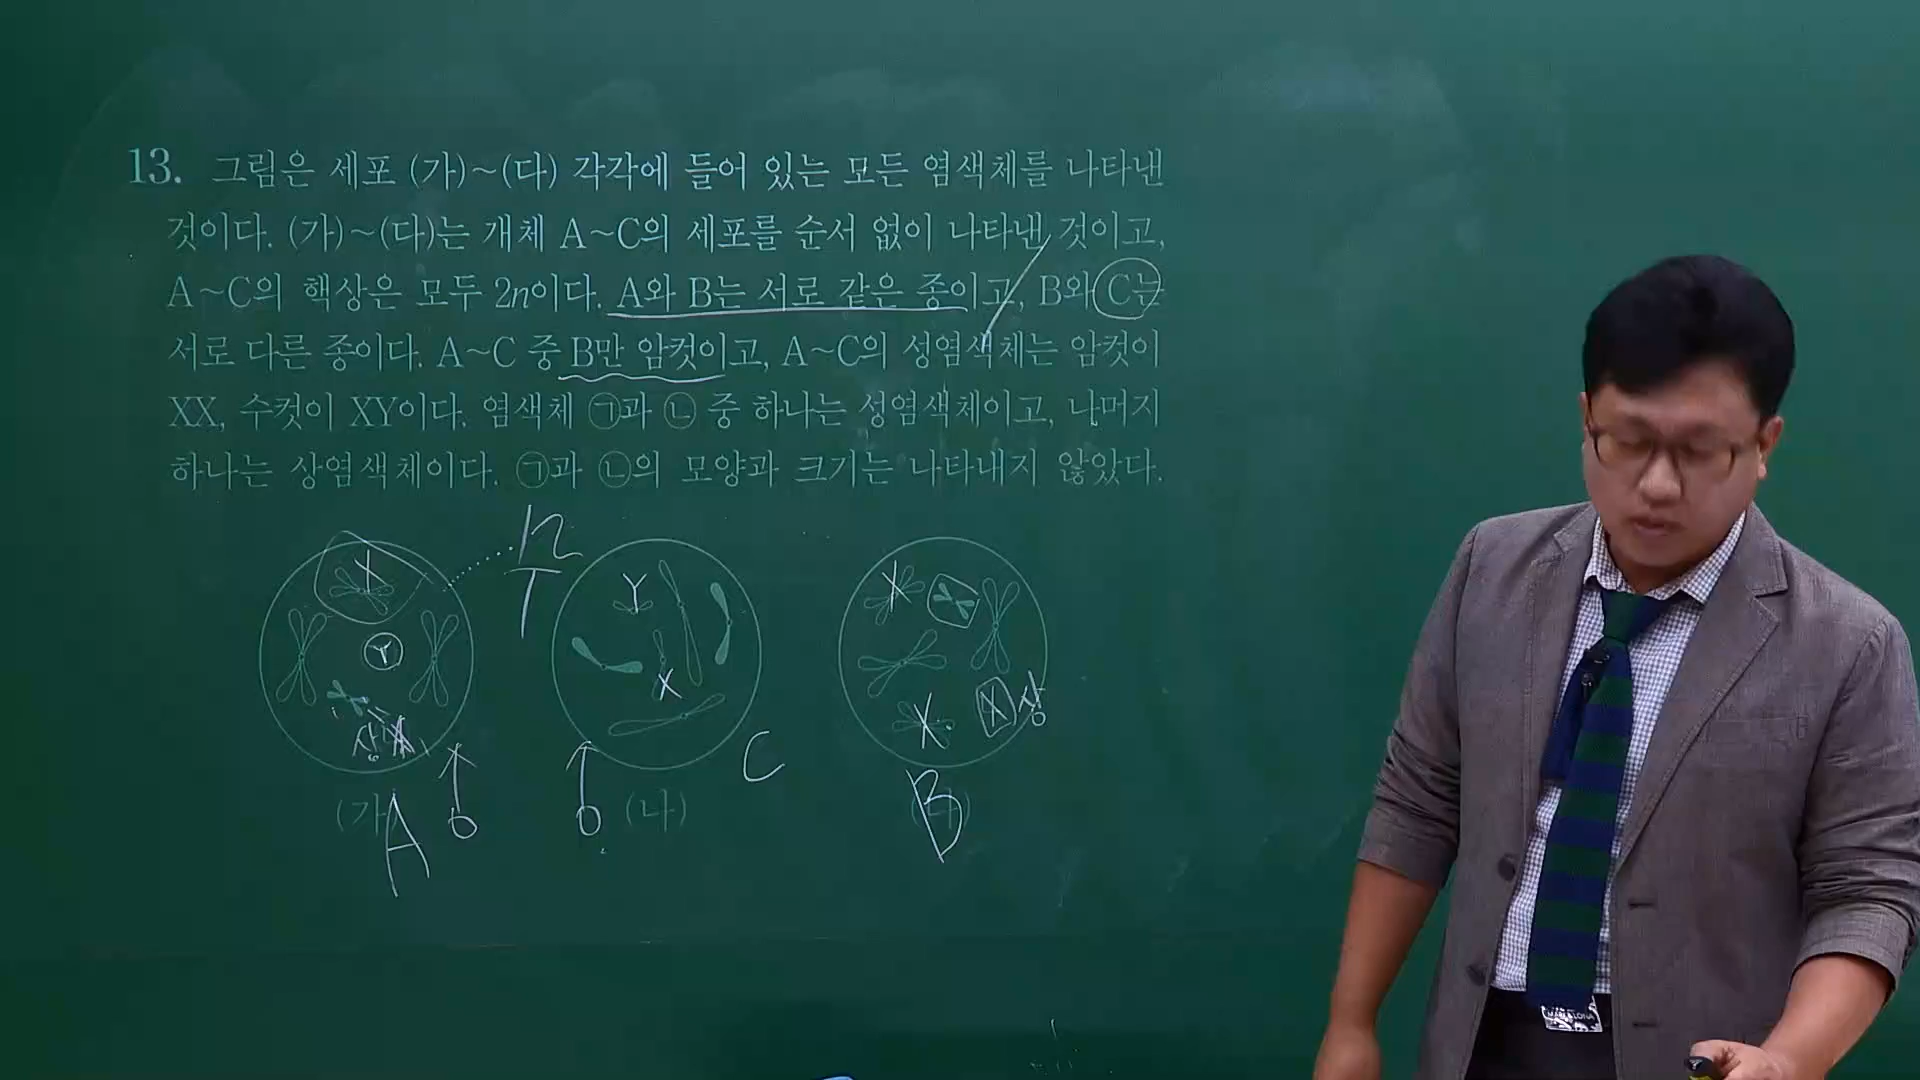 13. 그림은 세포 (가)~(다) 각각에 들어 있는 모든 염색체를 나타낸
것이다. (가)~(다)는 개체 A~C의 세포를 순서 없이 나타낸 것이고,
A~C의 핵상은 모두 2n이다. A와 B는 서로 같은 종이고, B와 C는
서로 다른 종이다. A~C 중 B만 암컷이고, A~C의 성염색체는 암컷이
XX, 수컷이 XY이다. 염색체 ㉠과 ㉡ 중 하나는 성염색체이고, 나머지
하나는 상염색체이다. ㉠과 ㉡의 모양과 크기는 나타내지 않았다.
n
X
Y
X
Y
상
X
X
X 상
X
C
(가) A
(나)
B